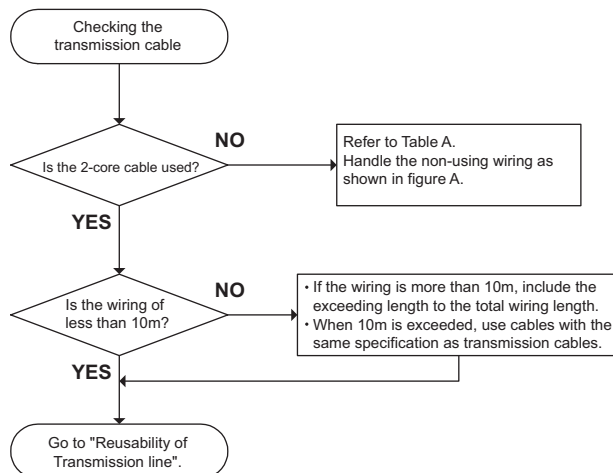 Checking the
transmission cable
Is the 2-core cable used?
NO
Refer to Table A.
Handle the non-using wiring as
shown in figure A.
YES
Is the wiring of
less than 10m?
NO
・If the wiring is more than 10m, include the
exceeding length to the total wiring length.
・When 10m is exceeded, use cables with the
same specification as transmission cables.
YES
Go to "Reusability of
Transmission line".